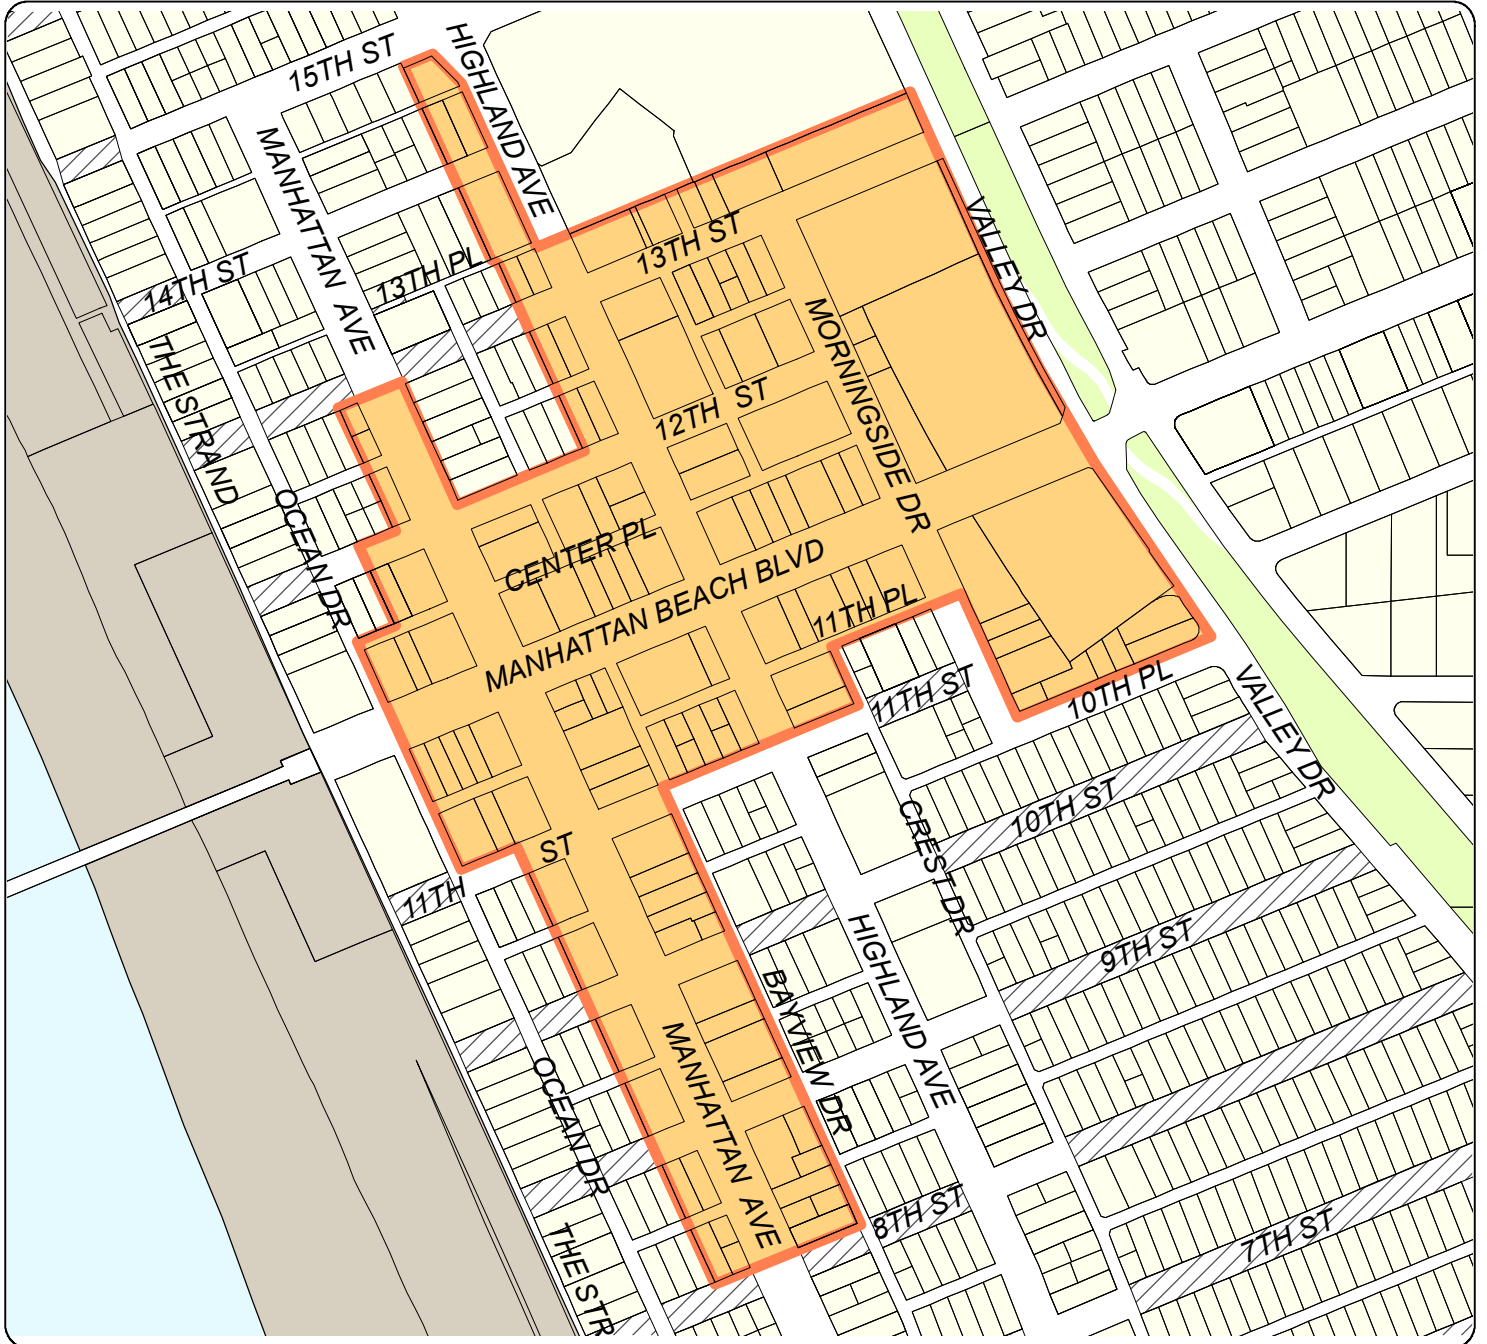 15TH ST
HIGHLAND AVE
MANHATTAN AVE
14TH ST
13TH PL
13TH ST
VALLEY DR
THE STRAND
MORNINGSIDE DR
12TH ST
OCEAN DR
CENTER PL
MANHATTAN BEACH BLVD
11TH PL
11TH ST
10TH PL
VALLEY DR
10TH ST
CREST DR
11TH ST
9TH ST
HIGHLAND AVE
BAYVIEW DR
MANHATTAN AVE
OCEAN DR
8TH ST
7TH ST
THE STR